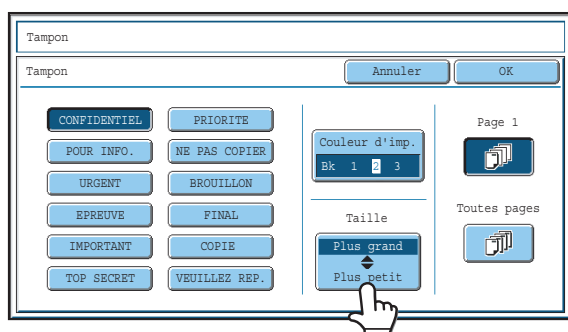 Tampon
Tampon
Annuler
OK
CONFIDENTIEL
PRIORITE
POUR INFO.
NE PAS COPIER
URGENT
BROUILLON
EPREUVE
FINAL
IMPORTANT
COPIE
TOP SECRET
VEUILLEZ REP.
Couleur d'imp.
Bk 1 2 3
Taille
Plus grand
Plus petit
Page 1
Toutes pages